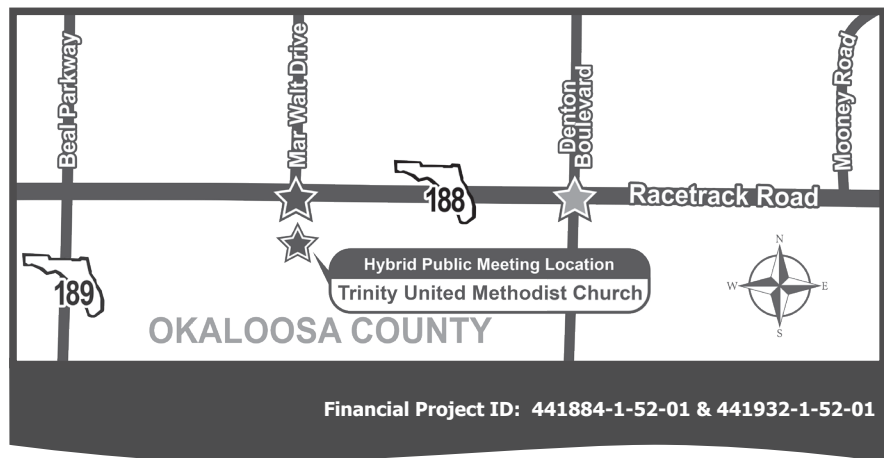 Beal Parkway
Mar Walt Drive
Denton
Boulevard
Mooney Road
188
Racetrack Road
189
Hybrid Public Meeting Location
Trinity United Methodist Church
N
W
E
S
OKALOOSA COUNTY
Financial Project ID: 441884-1-52-01 & 441932-1-52-01